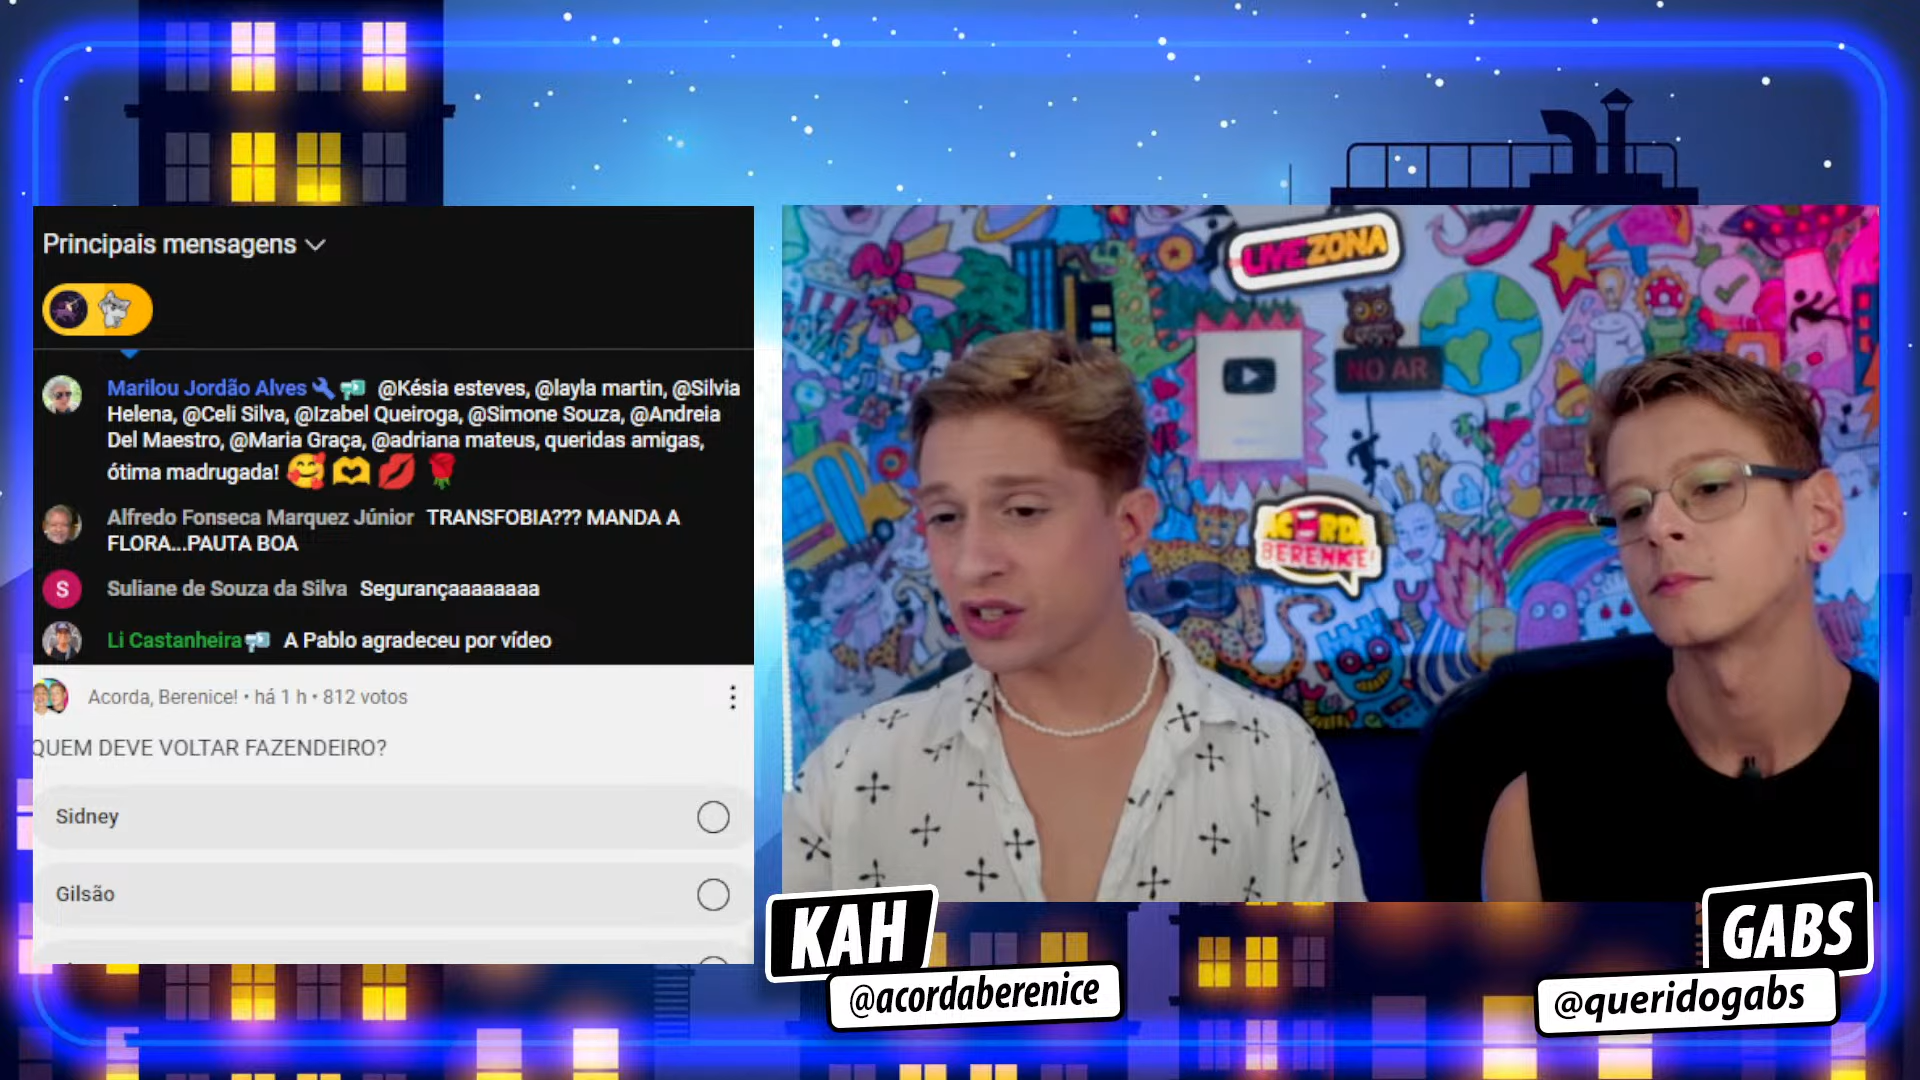 Principais mensagens
Marilou Jordão Alves @Késia esteves, @layla martin, @Silvia
Helena, @Celi Silva, @Izabel Queiroga, @Simone Souza, @Andreia
Del Maestro, @Maria Graça, @adriana mateus, queridas amigas,
ótima madrugada!
Alfredo Fonseca Marquez Júnior TRANSFOBIA??? MANDA A
FLORA...PAUTA BOA
S Suliane de Souza da Silva Segurançaaaaaaaa
Li Castanheira A Pablo agradeceu por vídeo
Acorda, Berenice! • há 1 h • 812 votos
QUEM DEVE VOLTAR FAZENDEIRO?
Sidney
Gilsão
LIVEZONA
NO AR
ACORDA
BERENICE!
KAH
@acordaberenice
GABS
@queridogabs